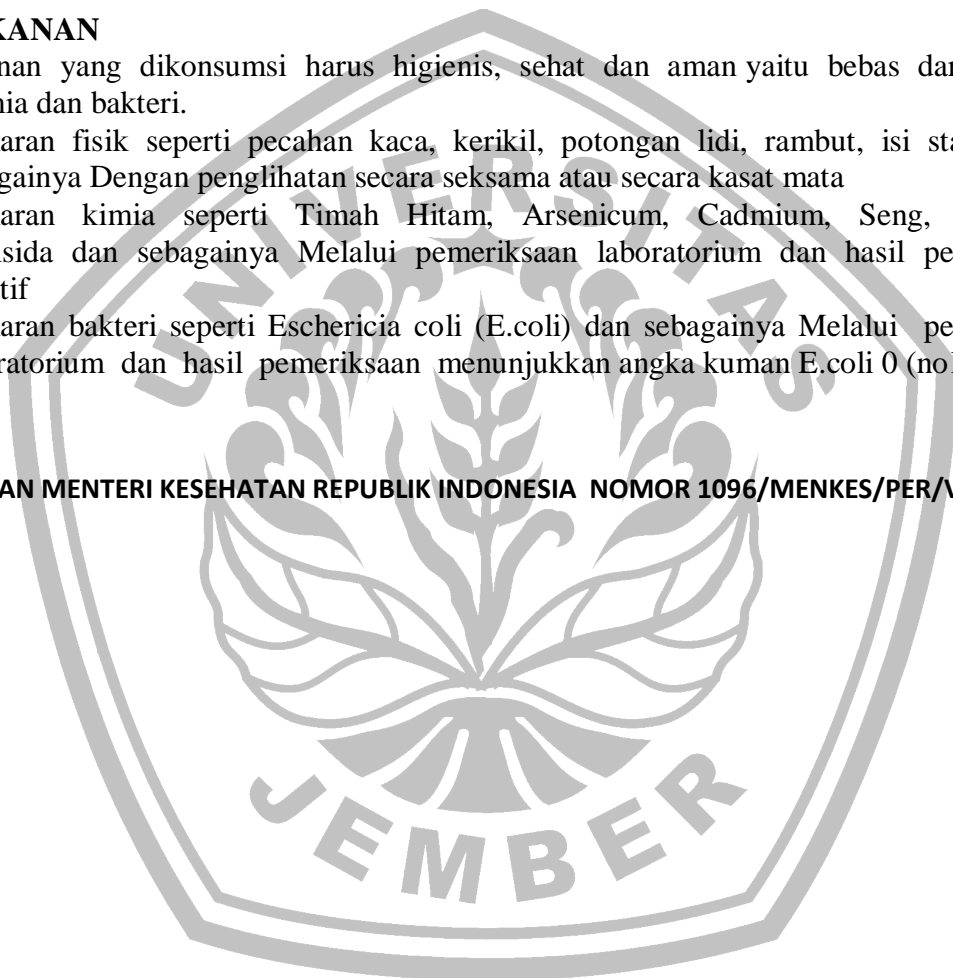 KANAN
nan yang dikonsumsi harus higienis, sehat dan aman yaitu bebas dar
nia dan bakteri.
aran fisik seperti pecahan kaca, kerikil, potongan lidi, rambut, isi sta
gainya Dengan penglihatan secara seksama atau secara kasat mata
aran kimia seperti Timah Hitam, Arsenicum, Cadmium, Seng,
sida dan sebagainya Melalui pemeriksaan laboratorium dan hasil pe
tif
aran bakteri seperti Eschericia coli (E.coli) dan sebagainya Melalui pe
ratorium dan hasil pemeriksaan menunjukkan angka kuman E.coli 0 (no
AN MENTERI KESEHATAN REPUBLIK INDONESIA NOMOR 1096/MENKES/PER/V
UNIVERSITAS
JEMBER